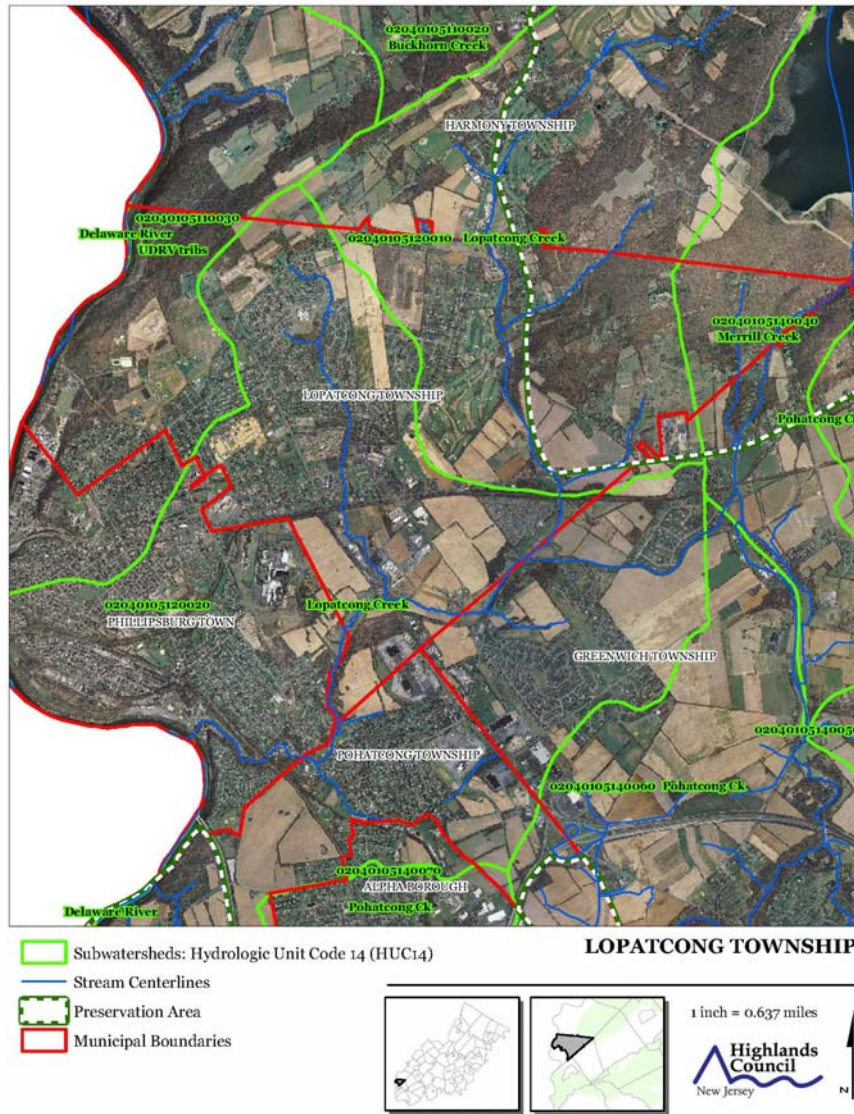 02040105110020
Buckhorn Creek
HARMONY TOWNSHIP
02040105110030
Delaware River
UDRV tribs
02040105120010 Lopatcong Creek
02040105140040
Merrill Creek
LOPATCONG TOWNSHIP
Pohatcong Ck
02040105120020
Lopatcong Creek
PHILLIPSBURG TOWN
GREENWICH TOWNSHIP
POHATCONG TOWNSHIP
02040105140060 Pohatcong Ck
02040105140070
ALPHA BOROUGH
Pohatcong Ck
Delaware River
Subwatersheds: Hydrologic Unit Code 14 (HUC14)
Stream Centerlines
Preservation Area
Municipal Boundaries
LOPATCONG TOWNSHIP
1 inch = 0.637 miles
Highlands
Council
New Jersey
N